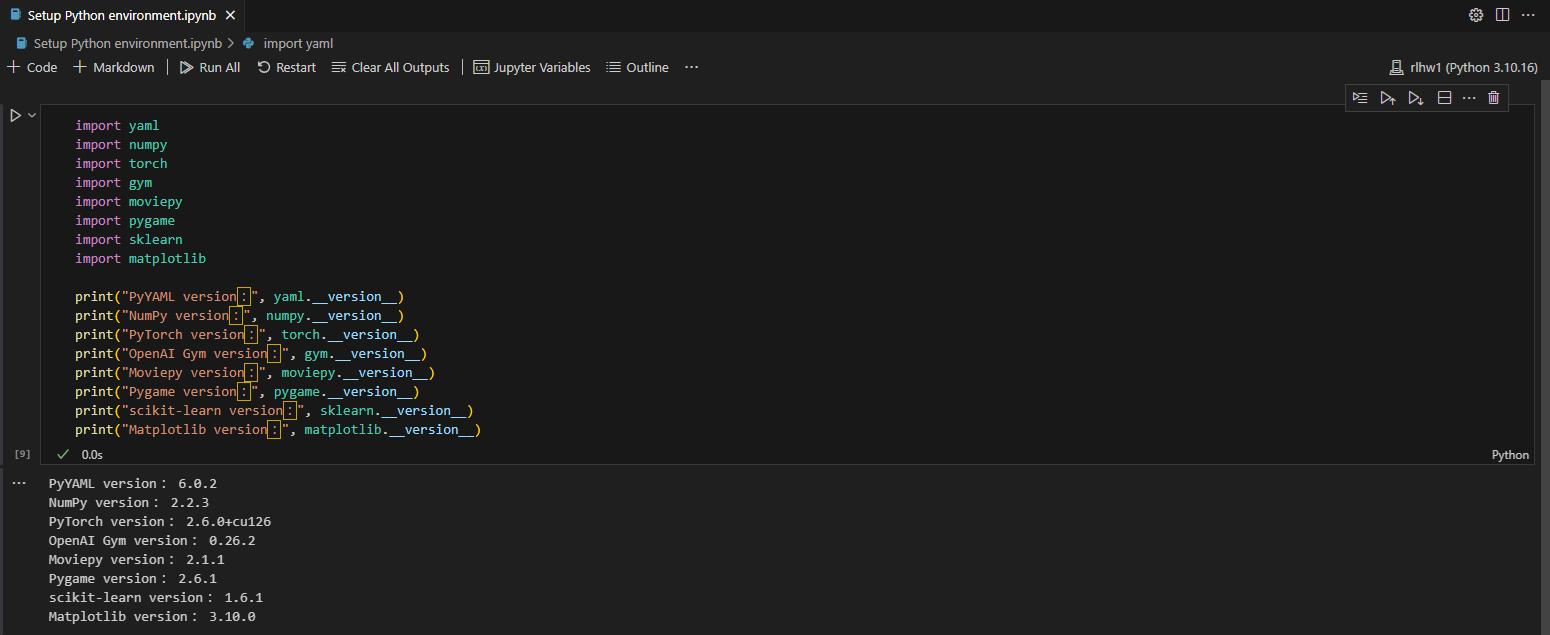 Setup Python environment.ipynb
Setup Python environment.ipynb > import yaml
+ Code + Markdown | Run All Restart Clear All Outputs | Jupyter Variables Outline ... rlhw1 (Python 3.10.16)
import yaml
import numpy
import torch
import gym
import moviepy
import pygame
import sklearn
import matplotlib
print("PyYAML version：", yaml.__version__)
print("NumPy version：", numpy.__version__)
print("PyTorch version：", torch.__version__)
print("OpenAI Gym version：", gym.__version__)
print("Moviepy version：", moviepy.__version__)
print("Pygame version：", pygame.__version__)
print("scikit-learn version：", sklearn.__version__)
print("Matplotlib version：", matplotlib.__version__)
[9] 0.0s Python
PyYAML version： 6.0.2
NumPy version： 2.2.3
PyTorch version： 2.6.0+cu126
OpenAI Gym version： 0.26.2
Moviepy version： 2.1.1
Pygame version： 2.6.1
scikit-learn version： 1.6.1
Matplotlib version： 3.10.0